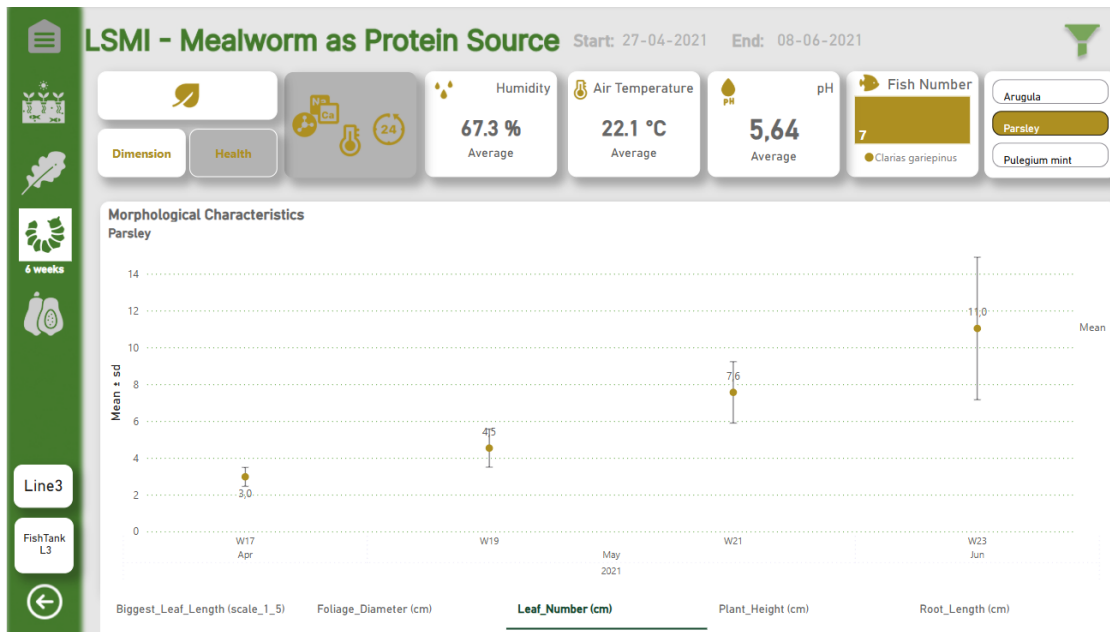 LSMI - Mealworm as Protein Source Start: 27-04-2021 End: 08-06-2021
6 weeks
Line3
FishTank
L3
Dimension
Health
N=
Ca
24
Humidity
67.3 %
Average
Air Temperature
22.1 °C
Average
PH
pH
5,64
Average
Fish Number
7
Clarias gariepinus
Arugula
Parsley
Pulegium mint
Morphological Characteristics
Parsley
Mean ± sd
14
12
10
8
6
4
2
0
3,0
4,5
7,6
11,0
Mean
W17 W19 W21 W23
Apr May Jun
2021
Biggest_Leaf_Length (scale_1_5) Foliage_Diameter (cm) Leaf_Number (cm) Plant_Height (cm) Root_Length (cm)